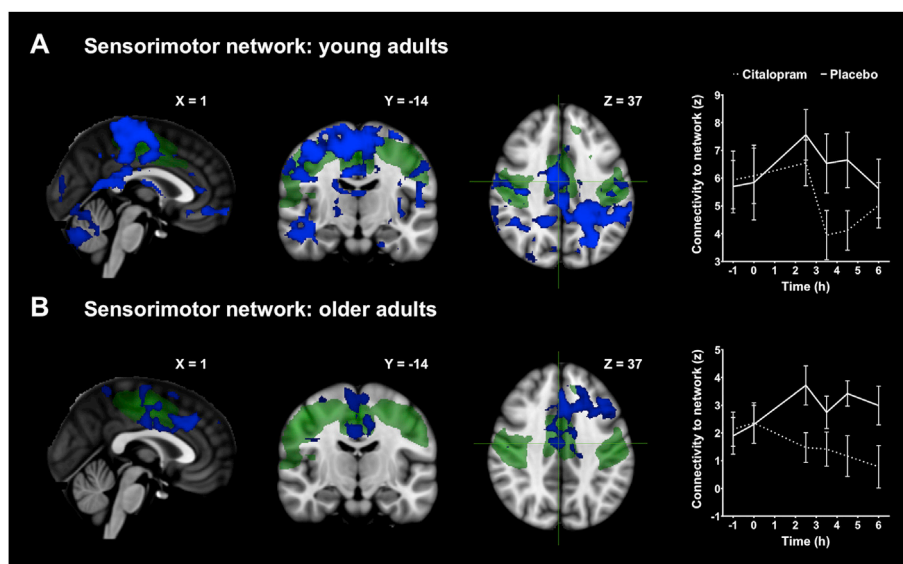 A Sensorimotor network: young adults
X = 1
Y = -14
Z = 37
Citalopram Placebo
Connectivity to network (z)
9
8
7
6
5
4
3
-1 0 1 2 3 4 5 6
Time (h)
B Sensorimotor network: older adults
X = 1
Y = -14
Z = 37
Connectivity to network (z)
5
4
3
2
1
0
-1
-1 0 1 2 3 4 5 6
Time (h)